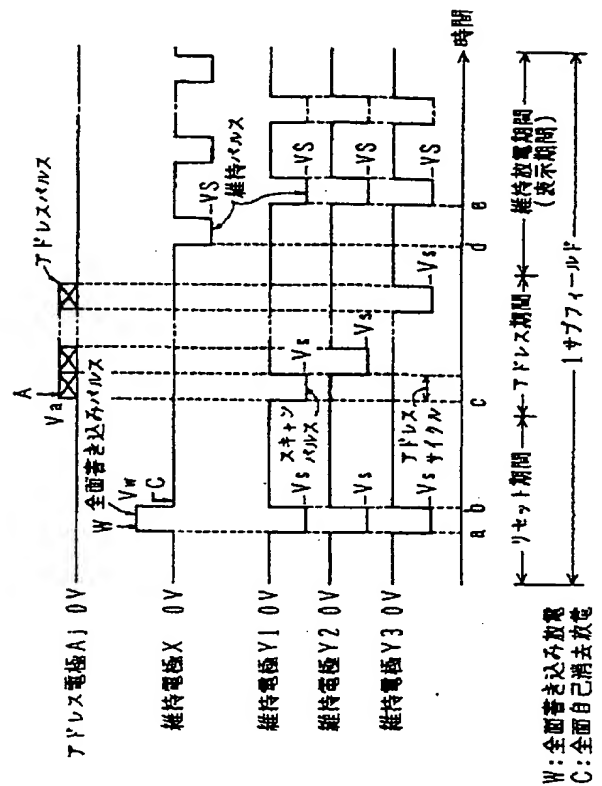 アドレス電極Aj 0V
A
Va
アドレスパルス
維持電極X 0V
W
Vw
全面書き込みパルス
C
-VS
維持パルス
維持電極Y1 0V
-Vs
スキャンパルス
-Vs
-VS
-VS
維持電極Y2 0V
-Vs
-Vs
-VS
-VS
維持電極Y3 0V
-Vs
アドレスサイクル
-Vs
-VS
-VS
a
b
c
d
e
時間
リセット期間
アドレス期間
維持放電期間
(表示期間)
1サブフィールド
W:全面書き込み放電
C:全面自己消去放電